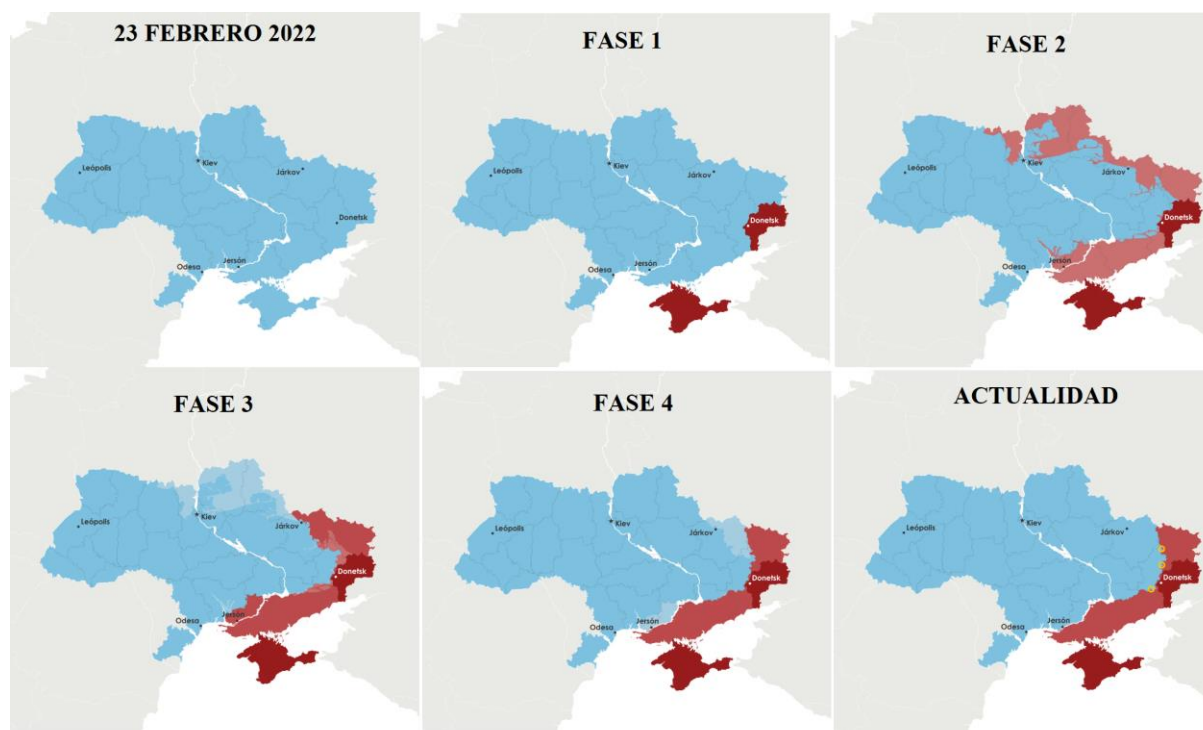 23 FEBRERO 2022
Leópolis
Kiev
Járkov
Donetsk
Odesa
Jersón
FASE 1
Leópolis
Kiev
Járkov
Donetsk
Odesa
Jersón
FASE 2
Leópolis
Kiev
Járkov
Donetsk
Odesa
Jersón
FASE 3
Leópolis
Kiev
Járkov
Donetsk
Odesa
Jersón
FASE 4
Leópolis
Kiev
Járkov
Donetsk
Odesa
Jersón
ACTUALIDAD
Leópolis
Kiev
Járkov
Donetsk
Odesa
Jersón